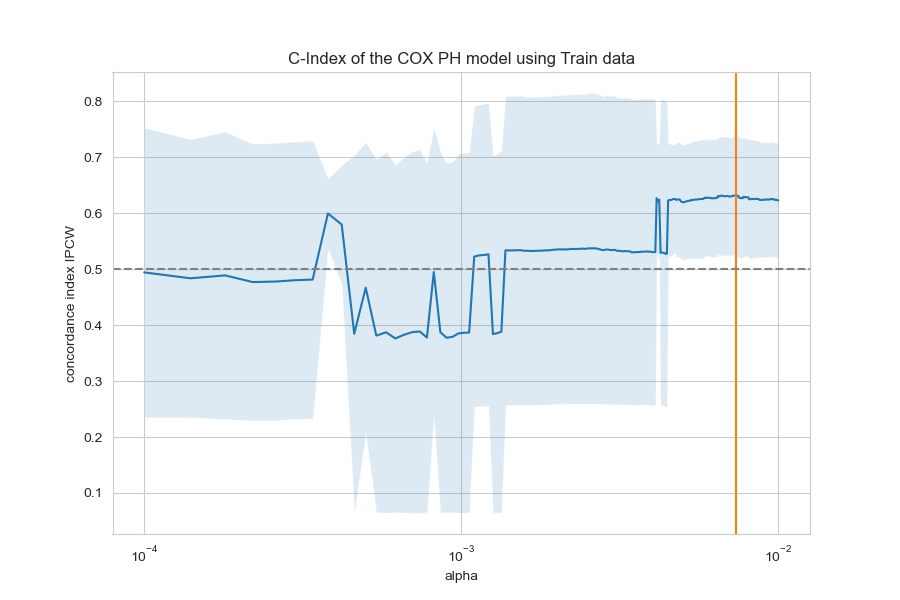 C-Index of the COX PH model using Train data
concordance index IPCW
0.8
0.7
0.6
0.5
0.4
0.3
0.2
0.1
10⁻⁴ 10⁻³ 10⁻²
alpha